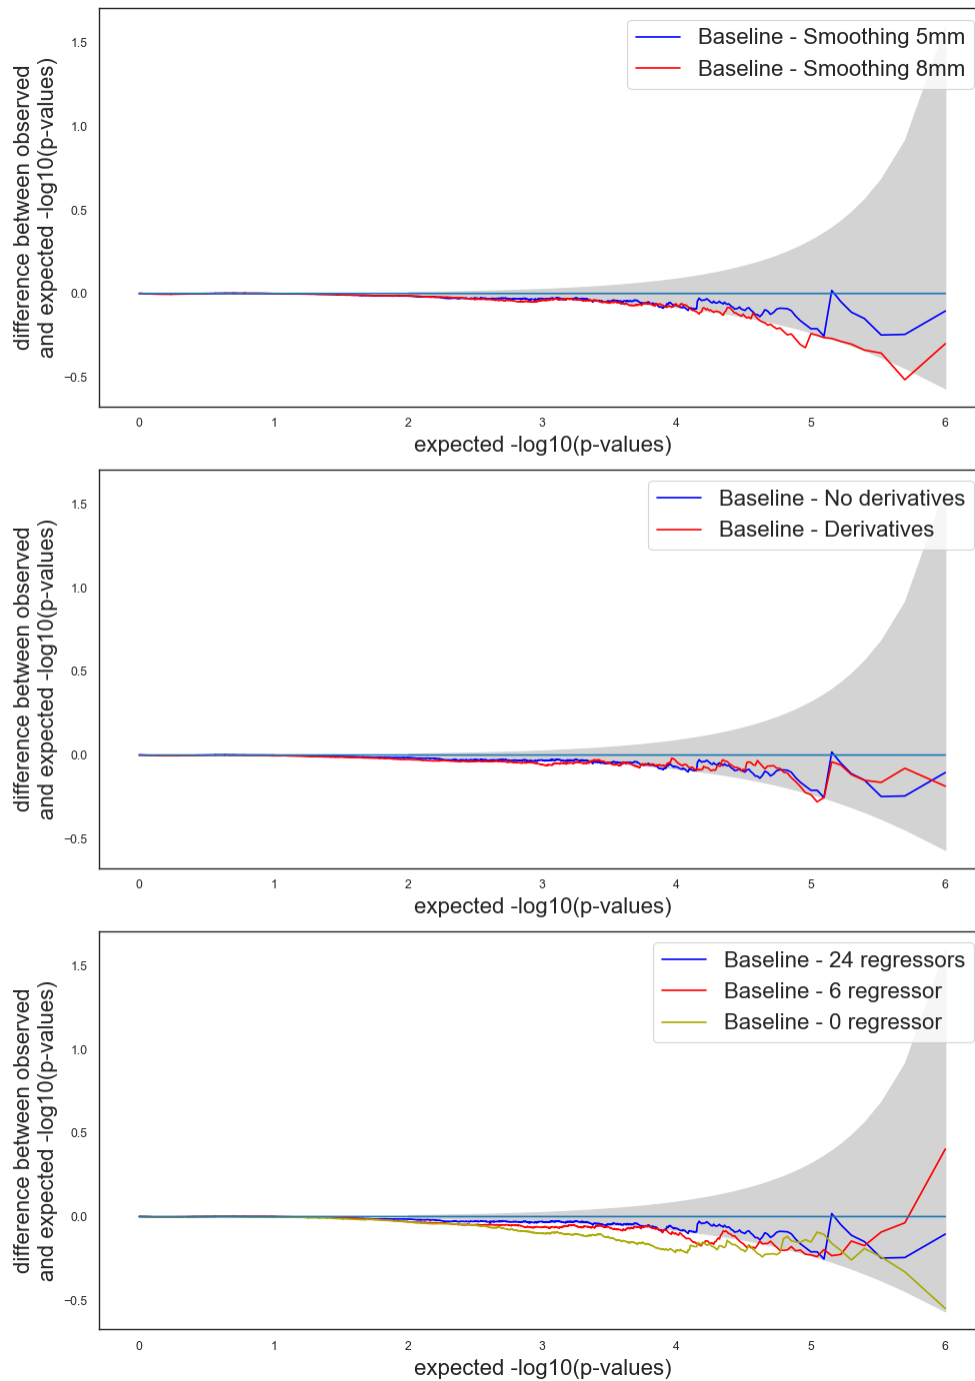 Baseline - Smoothing 5mm
Baseline - Smoothing 8mm
difference between observed
and expected -log10(p-values)
1.5
1.0
0.5
0.0
−0.5
0 1 2 3 4 5 6
expected -log10(p-values)
Baseline - No derivatives
Baseline - Derivatives
difference between observed
and expected -log10(p-values)
1.5
1.0
0.5
0.0
−0.5
0 1 2 3 4 5 6
expected -log10(p-values)
Baseline - 24 regressors
Baseline - 6 regressor
Baseline - 0 regressor
difference between observed
and expected -log10(p-values)
1.5
1.0
0.5
0.0
−0.5
0 1 2 3 4 5 6
expected -log10(p-values)